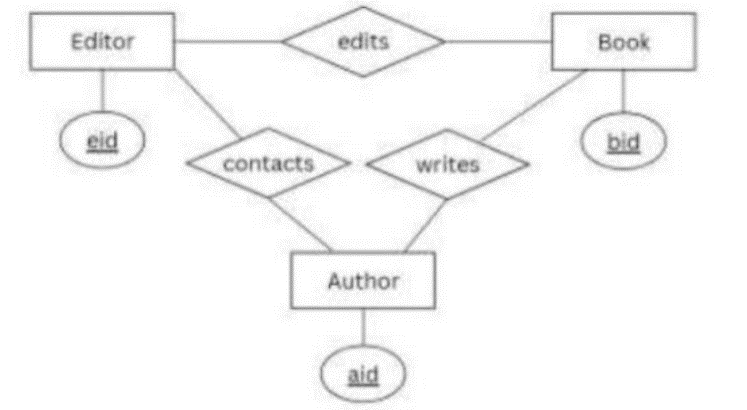 Editor
edits
Book
eid
bid
contacts
writes
Author
aid